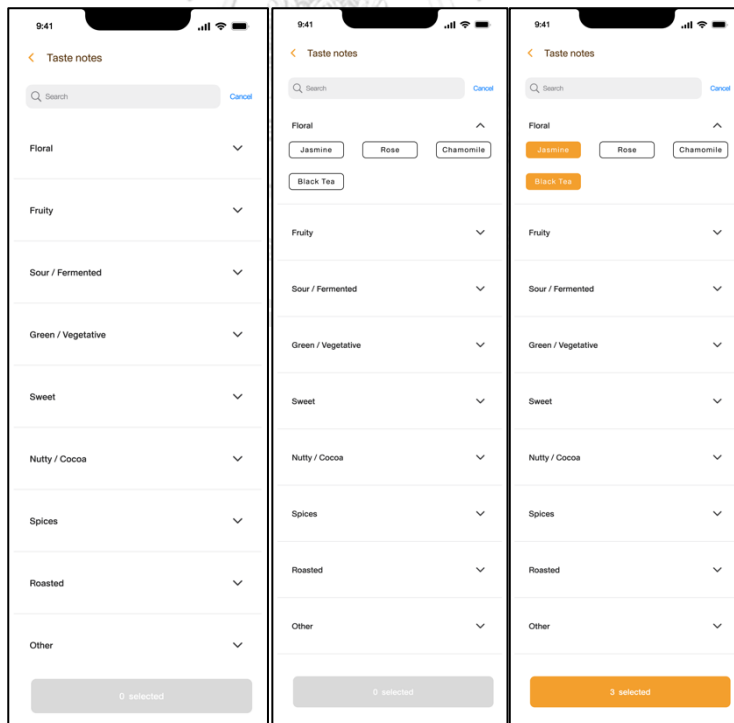 9:41
Taste notes
Search Cancel
Floral
Fruity
Sour / Fermented
Green / Vegetative
Sweet
Nutty / Cocoa
Spices
Roasted
Other
0 selected
9:41
Taste notes
Search Cancel
Floral
Jasmine Rose Chamomile
Black Tea
Fruity
Sour / Fermented
Green / Vegetative
Sweet
Nutty / Cocoa
Spices
Roasted
Other
0 selected
9:41
Taste notes
Search Cancel
Floral
Jasmine Rose Chamomile
Black Tea
Fruity
Sour / Fermented
Green / Vegetative
Sweet
Nutty / Cocoa
Spices
Roasted
Other
3 selected